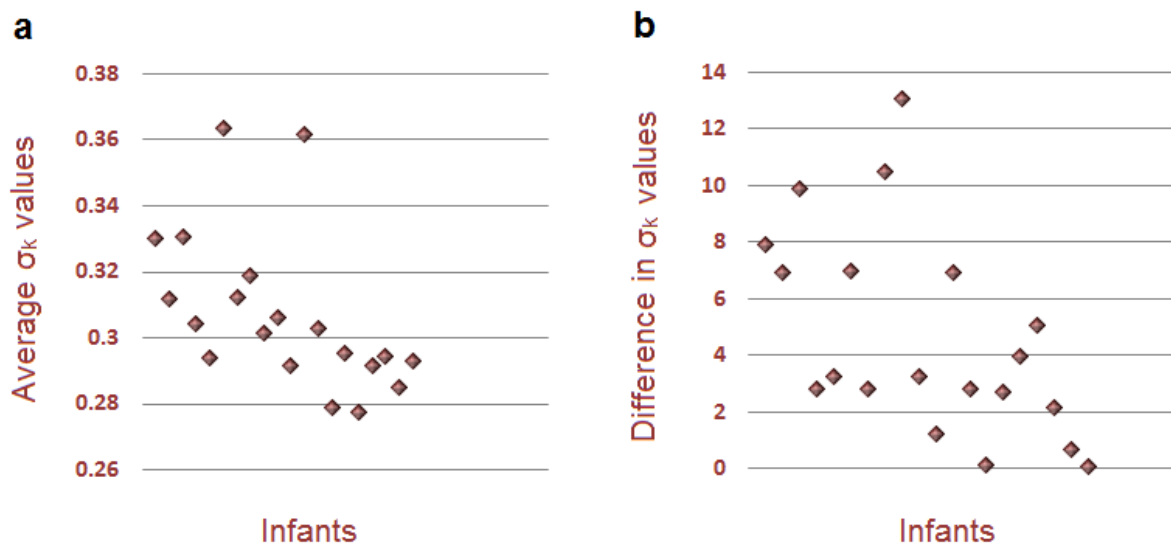 a
Average σk values
0.38
0.36
0.34
0.32
0.3
0.28
0.26
Infants
b
Difference in σk values
14
12
10
8
6
4
2
0
Infants